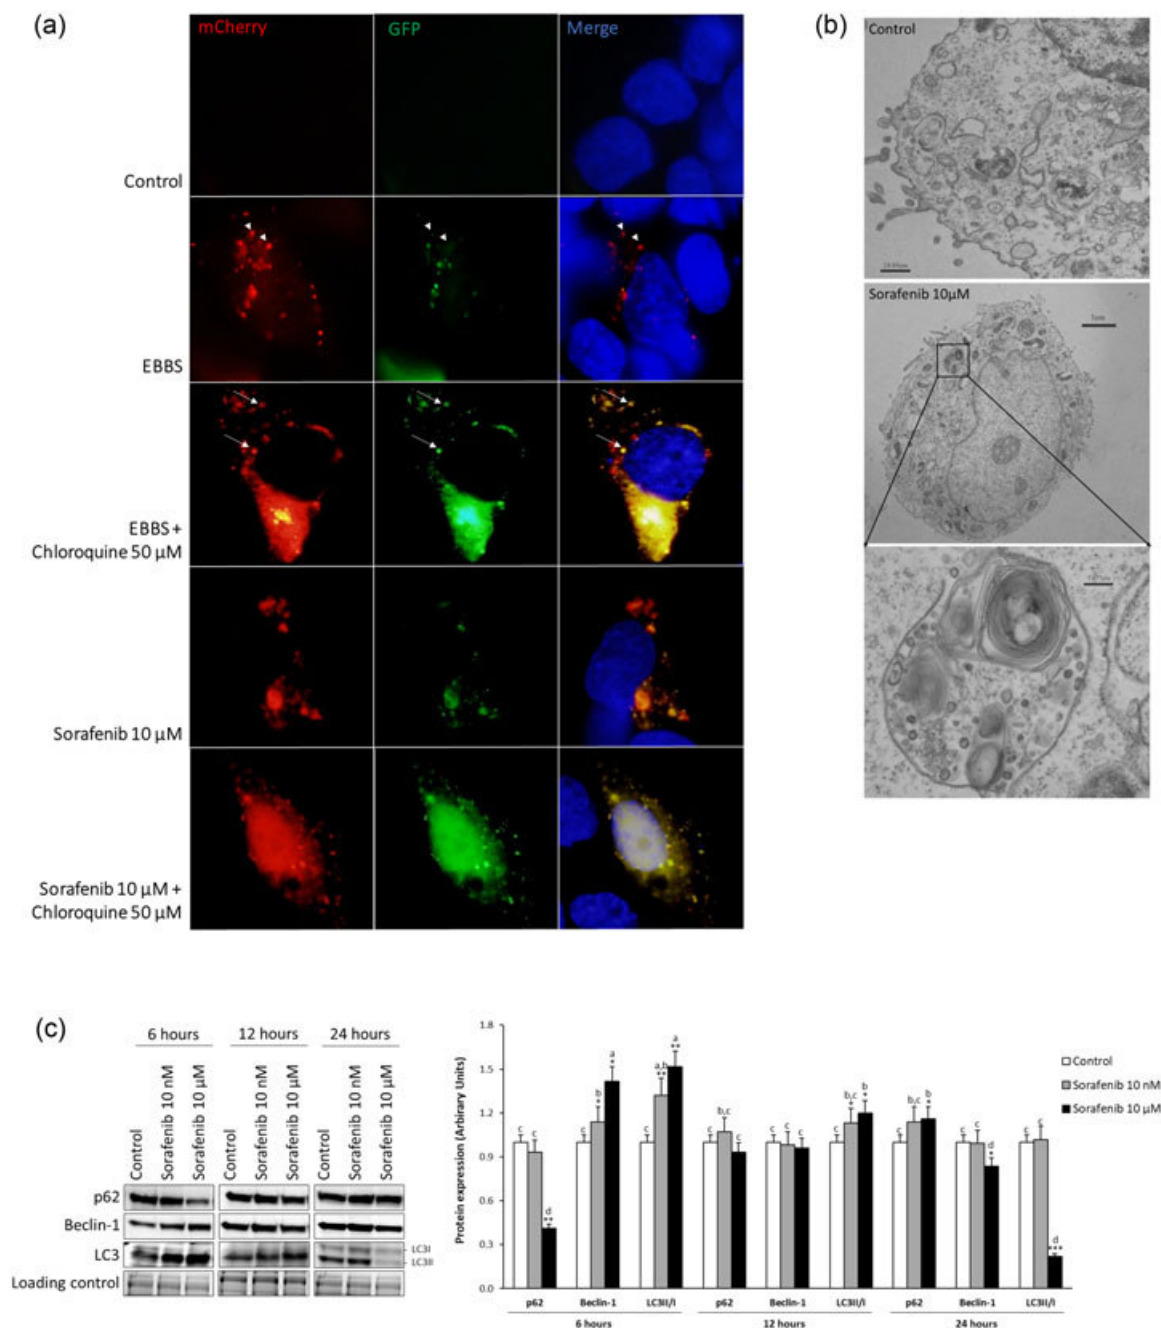 (a)
mCherry
GFP
Merge
Control
EBBS
EBBS +
Chloroquine 50 µM
Sorafenib 10 µM
Sorafenib 10 µM +
Chloroquine 50 µM
(b)
Control
Sorafenib 10µM
(c)
6 hours
12 hours
24 hours
Control
Sorafenib 10 nM
Sorafenib 10 µM
Control
Sorafenib 10 nM
Sorafenib 10 µM
Control
Sorafenib 10 nM
Sorafenib 10 µM
p62
Beclin-1
LC3
LC3I
LC3II
Loading control
Protein expression (Arbirary Units)
1.8
1.5
1.2
0.9
0.6
0.3
0.0
c c d ** c b * a * c a,b ** a ** c b,c c c c c c b,c * b * c b,c b * c c d * c c d ***
Control
Sorafenib 10 nM
Sorafenib 10 µM
p62 Beclin-1 LC3II/I p62 Beclin-1 LC3II/I p62 Beclin-1 LC3II/I
6 hours 12 hours 24 hours